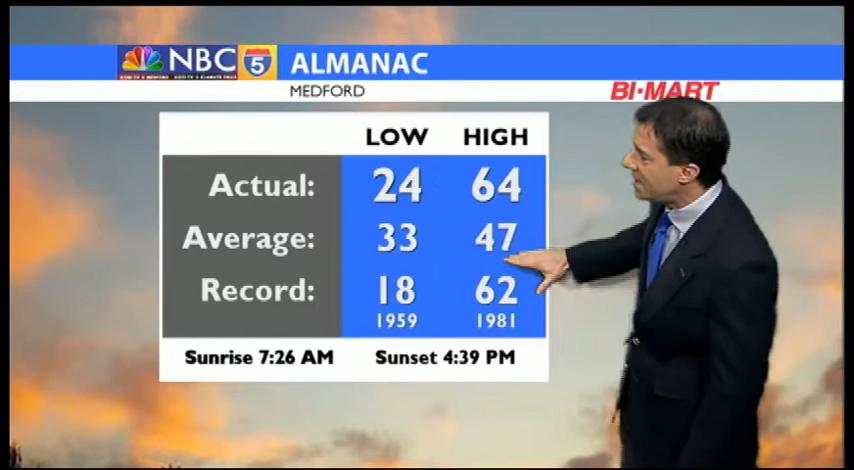 NBC 5 ALMANAC
MEDFORD
BI-MART
LOW HIGH
Actual: 24 64
Average: 33 47
Record: 18 62
1959 1981
Sunrise 7:26 AM Sunset 4:39 PM